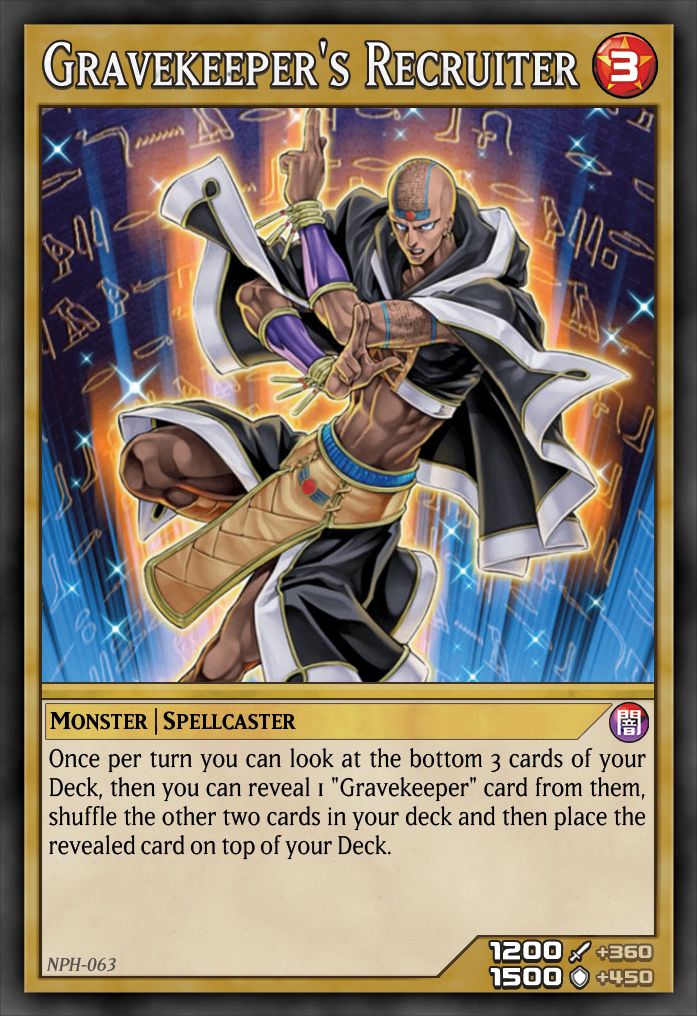 Gravekeeper's Recruiter
3
Monster | Spellcaster
闇
Once per turn you can look at the bottom 3 cards of your
Deck, then you can reveal 1 "Gravekeeper" card from them,
shuffle the other two cards in your deck and then place the
revealed card on top of your Deck.
1200 +360
NPH-063
1500 +450